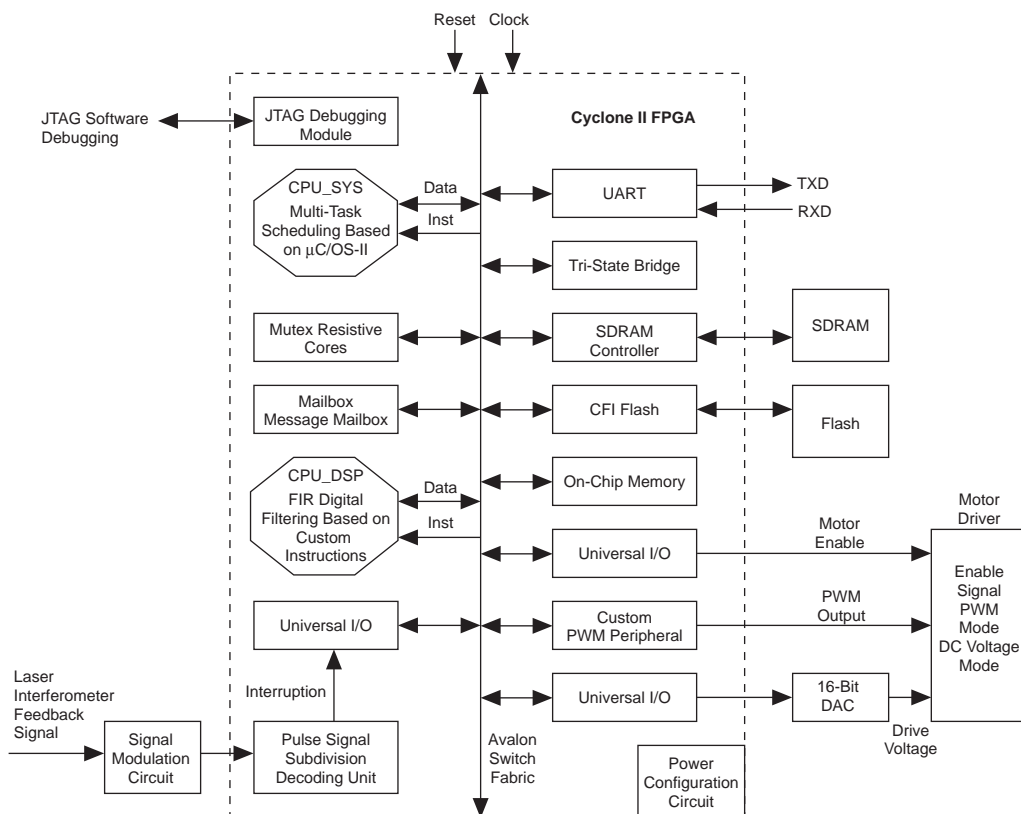 Reset Clock
JTAG Software
Debugging
JTAG Debugging
Module
Cyclone II FPGA
CPU_SYS
Multi-Task
Scheduling Based
on µC/OS-II
Data
Inst
UART
TXD
RXD
Tri-State Bridge
Mutex Resistive
Cores
SDRAM
Controller
SDRAM
Mailbox
Message Mailbox
CFI Flash
Flash
CPU_DSP
FIR Digital
Filtering Based on
Custom
Instructions
Data
Inst
On-Chip Memory
Universal I/O
Motor
Enable
Motor
Driver
Enable
Signal
PWM
Mode
DC Voltage
Mode
Universal I/O
Custom
PWM Peripheral
PWM
Output
Laser
Interferometer
Feedback
Signal
Interruption
Universal I/O
16-Bit
DAC
Drive
Voltage
Signal
Modulation
Circuit
Pulse Signal
Subdivision
Decoding Unit
Avalon
Switch
Fabric
Power
Configuration
Circuit